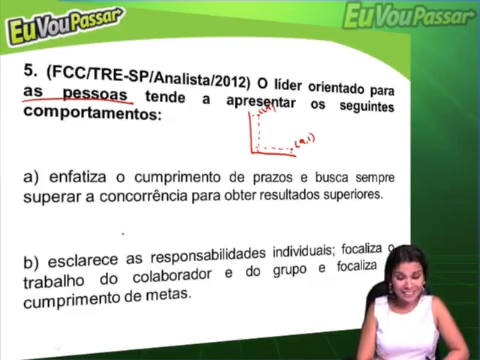 EuVouPassar
EuVouPassar
5. (FCC/TRE-SP/Analista/2012) O líder orientado para
as pessoas tende a apresentar os seguintes
comportamentos:
(9,1)
a) enfatiza o cumprimento de prazos e busca sempre
superar a concorrência para obter resultados superiores.
b) esclarece as responsabilidades individuais; focaliza o
trabalho do colaborador e do grupo e focaliza
cumprimento de metas.